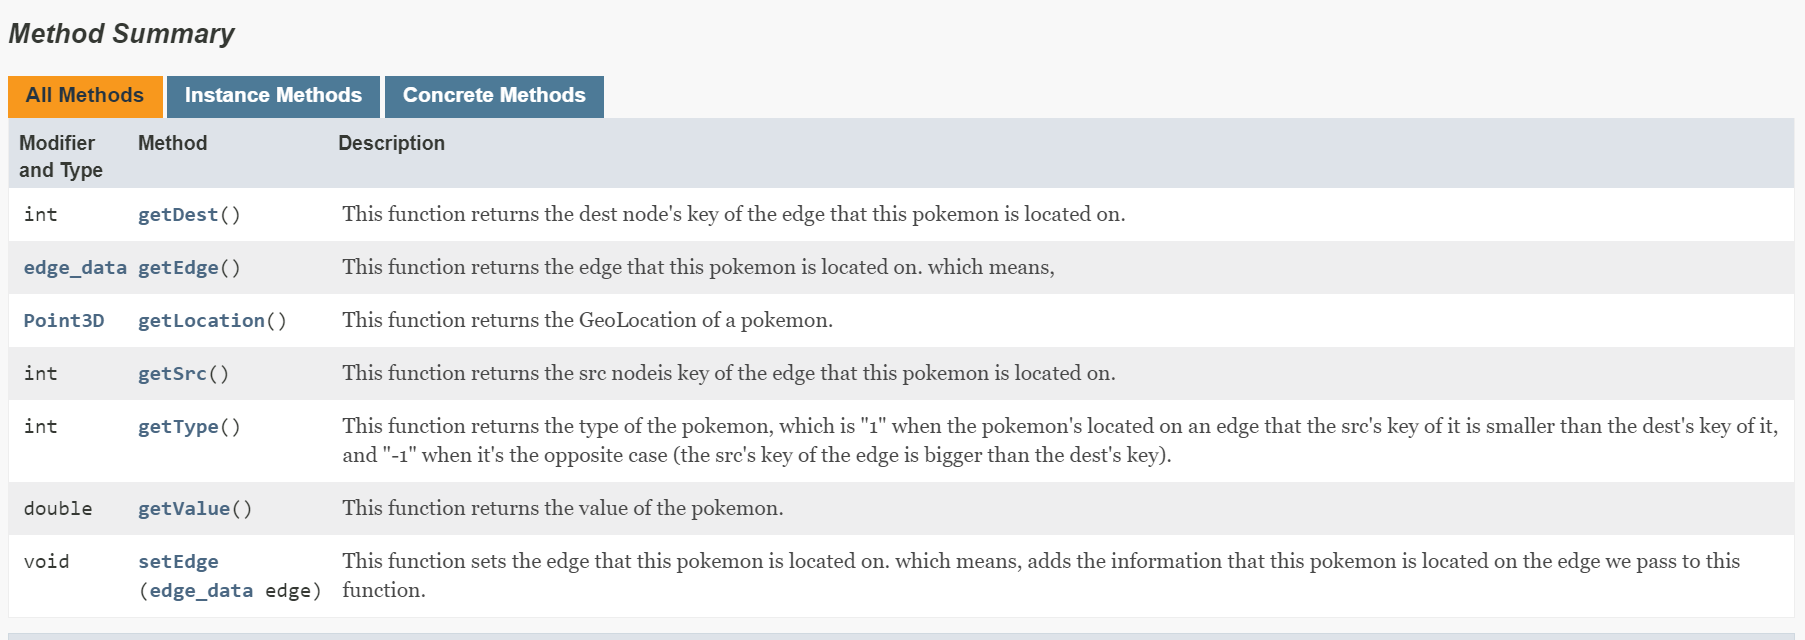 Method Summary
All Methods Instance Methods Concrete Methods
Modifier and Type Method Description
int getDest() This function returns the dest node's key of the edge that this pokemon is located on.
edge_data getEdge() This function returns the edge that this pokemon is located on. which means,
Point3D getLocation() This function returns the GeoLocation of a pokemon.
int getSrc() This function returns the src nodeis key of the edge that this pokemon is located on.
int getType() This function returns the type of the pokemon, which is "1" when the pokemon's located on an edge that the src's key of it is smaller than the dest's key of it,
and "-1" when it's the opposite case (the src's key of the edge is bigger than the dest's key).
double getValue() This function returns the value of the pokemon.
void setEdge This function sets the edge that this pokemon is located on. which means, adds the information that this pokemon is located on the edge we pass to this
(edge_data edge) function.